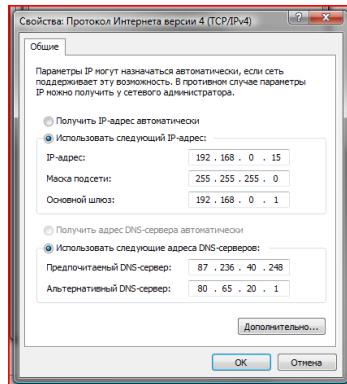 Свойства: Протокол Интернета версии 4 (TCP/IPv4)
Общие
Параметры IP могут назначаться автоматически, если сеть
поддерживает эту возможность. В противном случае параметры
IP можно получить у сетевого администратора.
Получить IP-адрес автоматически
Использовать следующий IP-адрес:
IP-адрес: 192 . 168 . 0 . 15
Маска подсети: 255 . 255 . 255 . 0
Основной шлюз: 192 . 168 . 0 . 1
Получить адрес DNS-сервера автоматически
Использовать следующие адреса DNS-серверов:
Предпочитаемый DNS-сервер: 87 . 236 . 40 . 248
Альтернативный DNS-сервер: 80 . 65 . 20 . 1
Дополнительно...
ОК Отмена